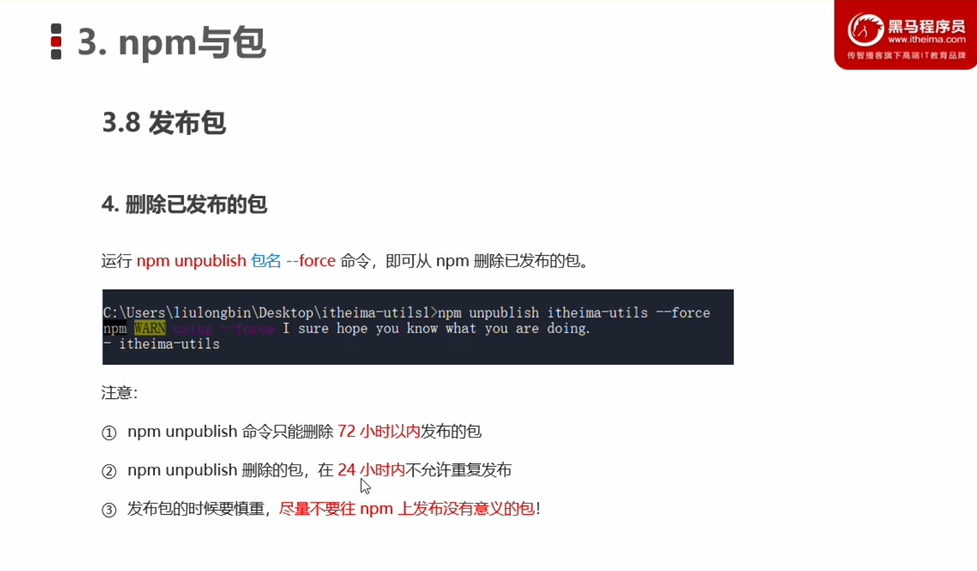 3. npm与包
黑马程序员
www.itheima.com
传智播客旗下高端IT教育品牌
3.8 发布包
4. 删除已发布的包
运行 npm unpublish 包名 --force 命令，即可从 npm 删除已发布的包。
C:\Users\liulongbin\Desktop\itheima-utils1>npm unpublish itheima-utils --force
npm WARN using --force I sure hope you know what you are doing.
- itheima-utils
注意：
① npm unpublish 命令只能删除 72 小时以内发布的包
② npm unpublish 删除的包，在 24 小时内不允许重复发布
③ 发布包的时候要慎重，尽量不要往 npm 上发布没有意义的包！